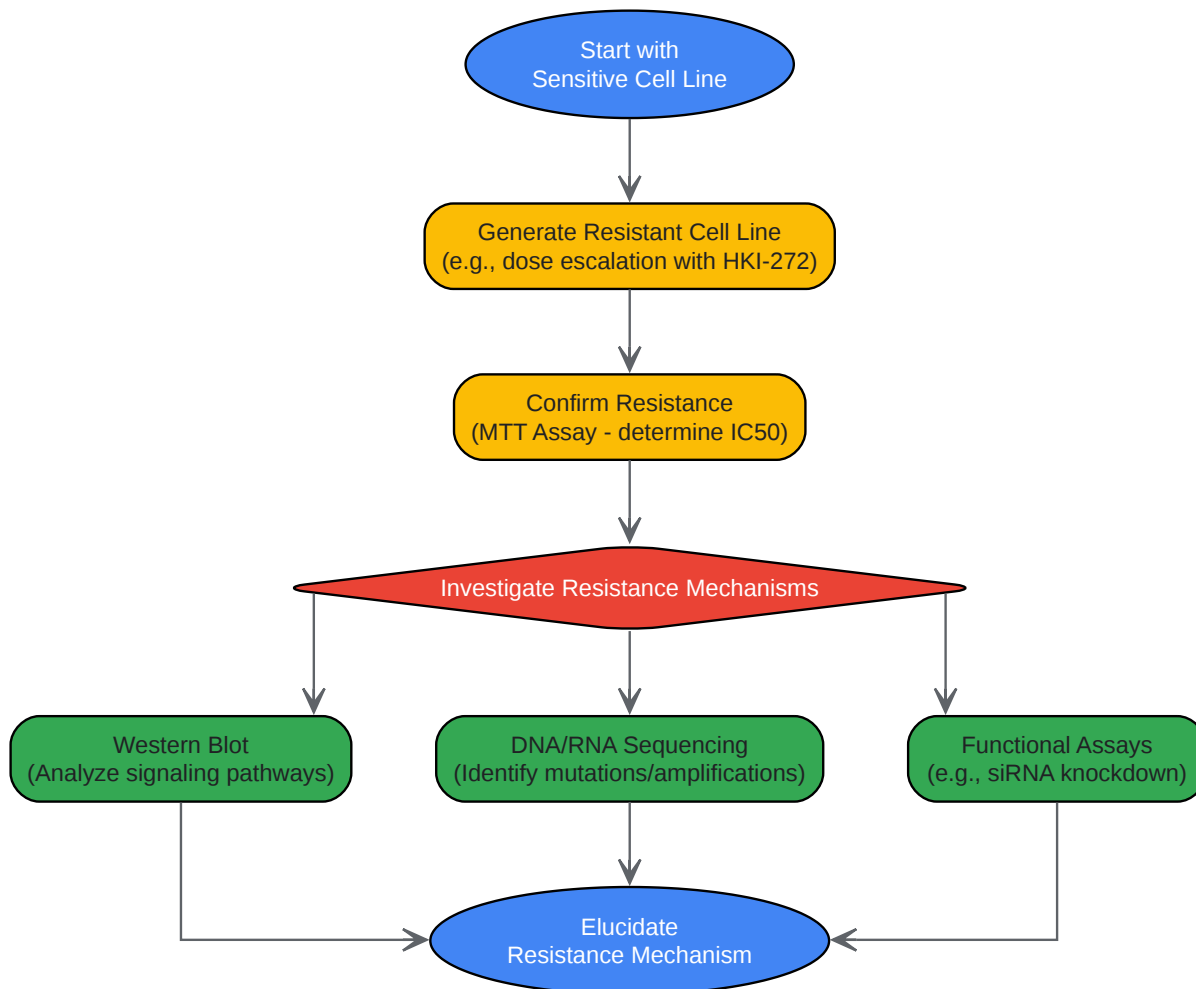 Start with
Sensitive Cell Line
Generate Resistant Cell Line
(e.g., dose escalation with HKI-272)
Confirm Resistance
(MTT Assay - determine IC50)
Investigate Resistance Mechanisms
Western Blot
(Analyze signaling pathways)
DNA/RNA Sequencing
(Identify mutations/amplifications)
Functional Assays
(e.g., siRNA knockdown)
Elucidate
Resistance Mechanism